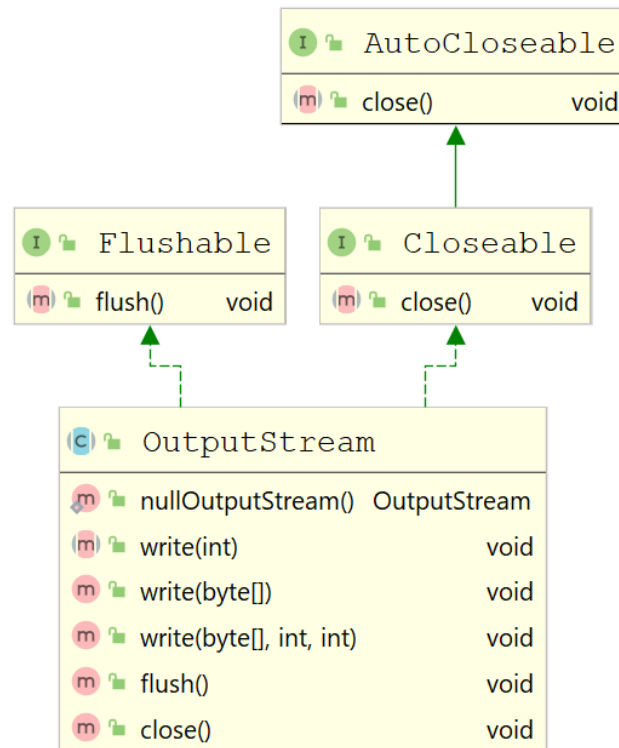 AutoCloseable
close() void
Flushable
flush() void
Closeable
close() void
OutputStream
nullOutputStream() OutputStream
write(int) void
write(byte[]) void
write(byte[], int, int) void
flush() void
close() void